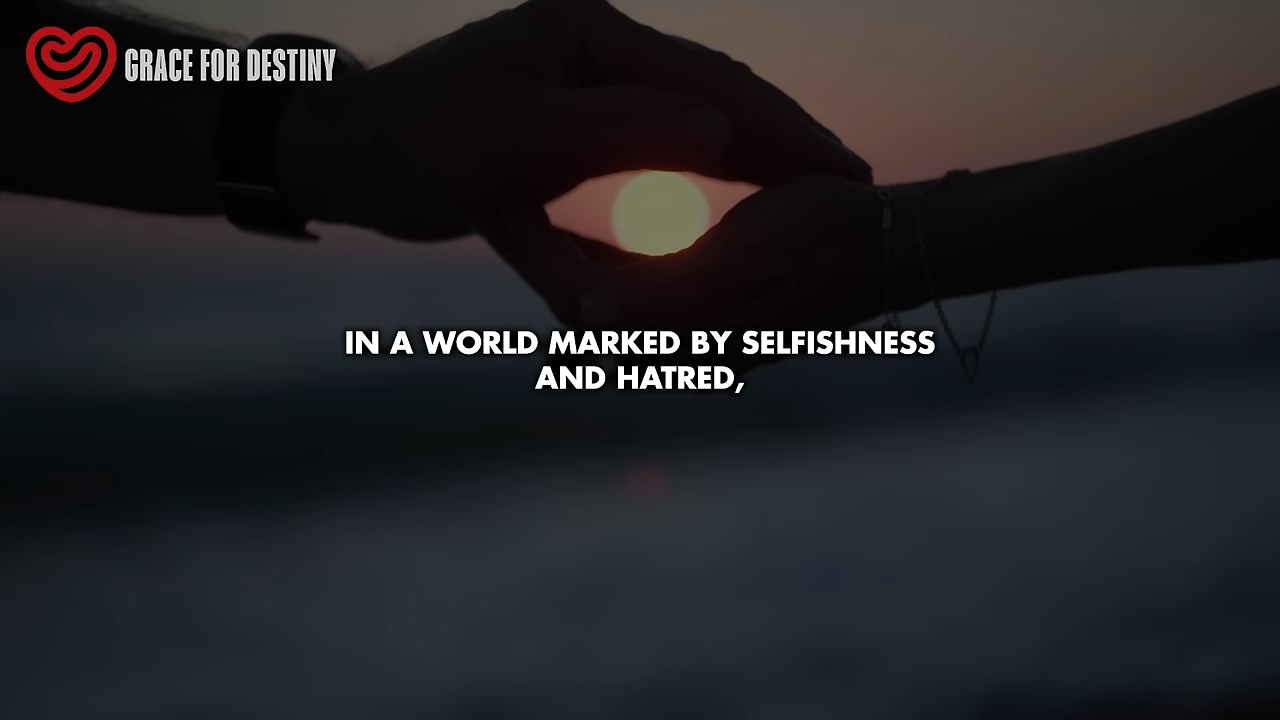 GRACE FOR DESTINY
IN A WORLD MARKED BY SELFISHNESS
AND HATRED,